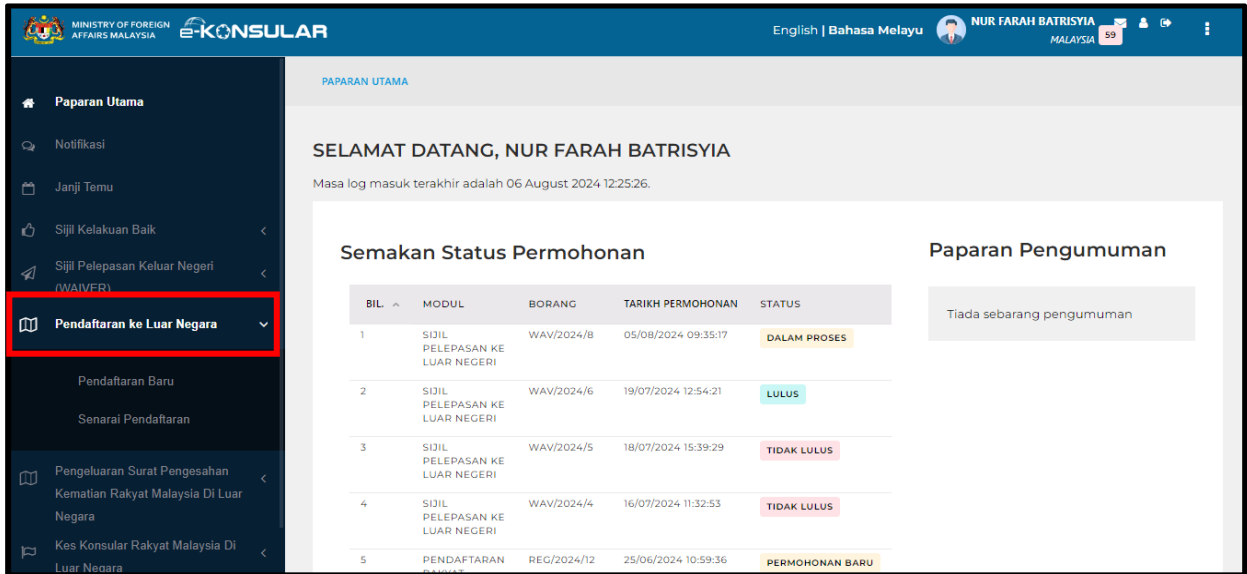 MINISTRY OF FOREIGN
AFFAIRS MALAYSIA
e-KONSULAR
English | Bahasa Melayu
NUR FARAH BATRISYIA
MALAYSIA
59
Paparan Utama
Notifikasi
Janji Temu
Sijil Kelakuan Baik
Sijil Pelepasan Keluar Negeri
(WAIVER)
Pendaftaran ke Luar Negara
Pendaftaran Baru
Senarai Pendaftaran
Pengeluaran Surat Pengesahan
Kematian Rakyat Malaysia Di Luar
Negara
Kes Konsular Rakyat Malaysia Di
Luar Negara
PAPARAN UTAMA
SELAMAT DATANG, NUR FARAH BATRISYIA
Masa log masuk terakhir adalah 06 August 2024 12:25:26.
Semakan Status Permohonan
BIL. MODUL BORANG TARIKH PERMOHONAN STATUS
1 SIJIL WAV/2024/8 05/08/2024 09:35:17 DALAM PROSES
PELEPASAN KE
LUAR NEGERI
2 SIJIL WAV/2024/6 19/07/2024 12:54:21 LULUS
PELEPASAN KE
LUAR NEGERI
3 SIJIL WAV/2024/5 18/07/2024 15:39:29 TIDAK LULUS
PELEPASAN KE
LUAR NEGERI
4 SIJIL WAV/2024/4 16/07/2024 11:32:53 TIDAK LULUS
PELEPASAN KE
LUAR NEGERI
5 PENDAFTARAN REG/2024/12 25/06/2024 10:59:36 PERMOHONAN BARU
RAKYAT
Paparan Pengumuman
Tiada sebarang pengumuman